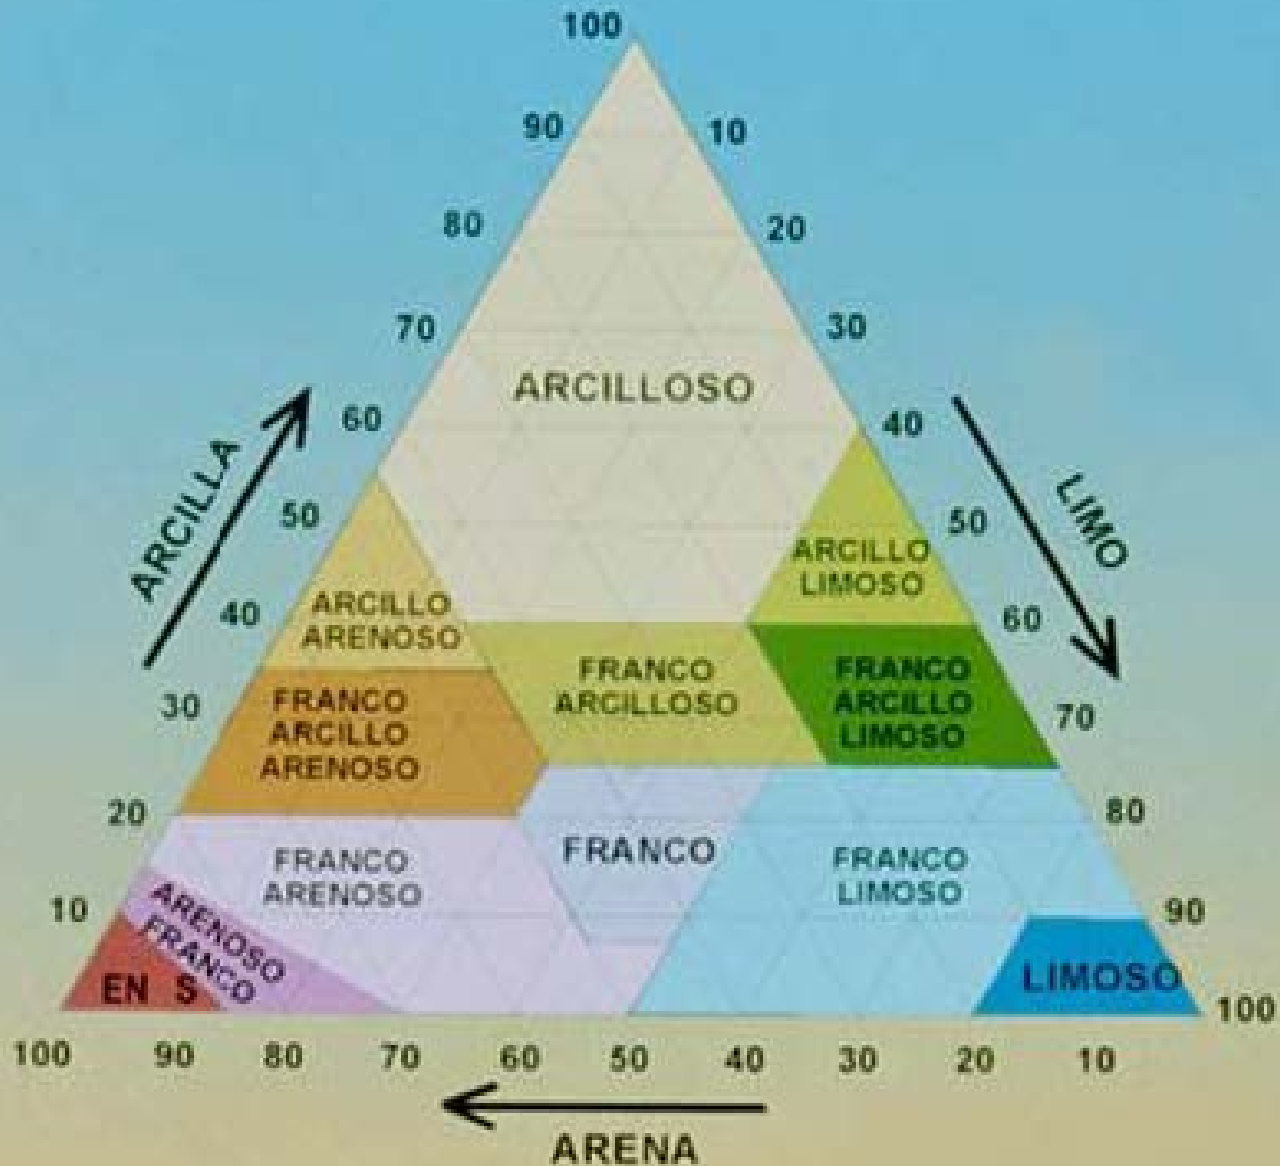 100
90 10
80 20
70 30
ARCILLOSO
60 40
ARCILLA
LIMO
50 50
ARCILLO
LIMOSO
40 60
ARCILLO
ARENOSO
FRANCO
ARCILLOSO
FRANCO
ARCILLO
LIMOSO
30 70
FRANCO
ARCILLO
ARENOSO
20 80
FRANCO
ARENOSO
FRANCO
FRANCO
LIMOSO
10 90
ARENOSO
FRANCO
EN S
LIMOSO
100
100 90 80 70 60 50 40 30 20 10
ARENA